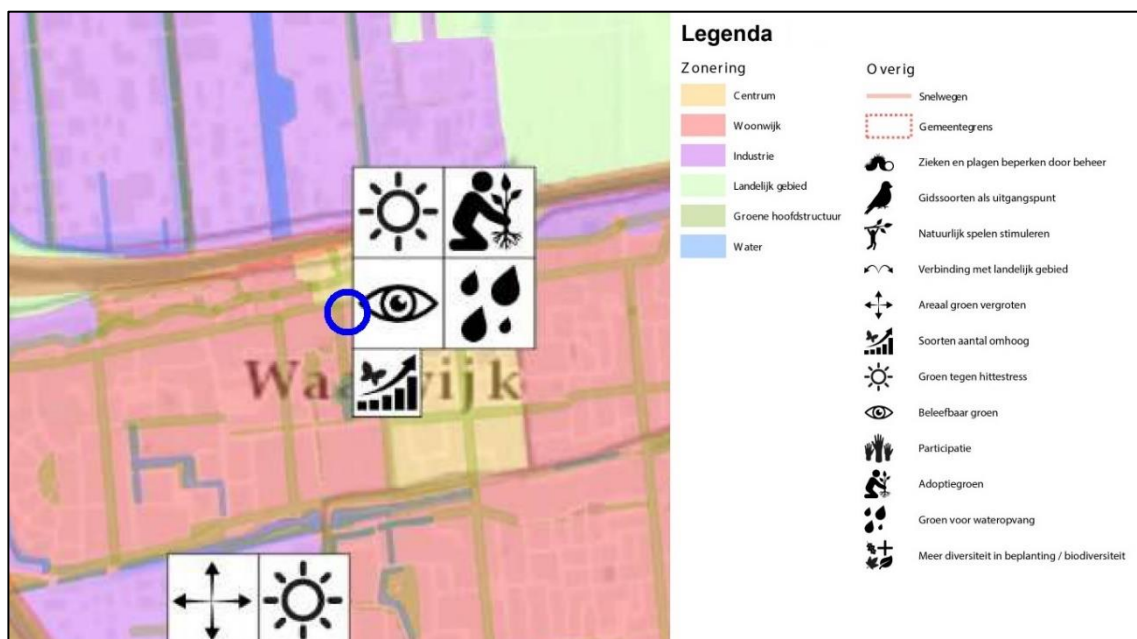 Waalwijk
Legenda
Zonering
Centrum
Woonwijk
Industrie
Landelijk gebied
Groene hoofdstructuur
Water
Overig
Snelwegen
Gemeentegrens
Zieken en plagen beperken door beheer
Gidssoorten als uitgangspunt
Natuurlijk spelen stimuleren
Verbinding met landelijk gebied
Areaal groen vergroten
Soorten aantal omhoog
Groen tegen hittestress
Beleefbaar groen
Participatie
Adoptiegroen
Groen voor wateropvang
Meer diversiteit in beplanting / biodiversiteit